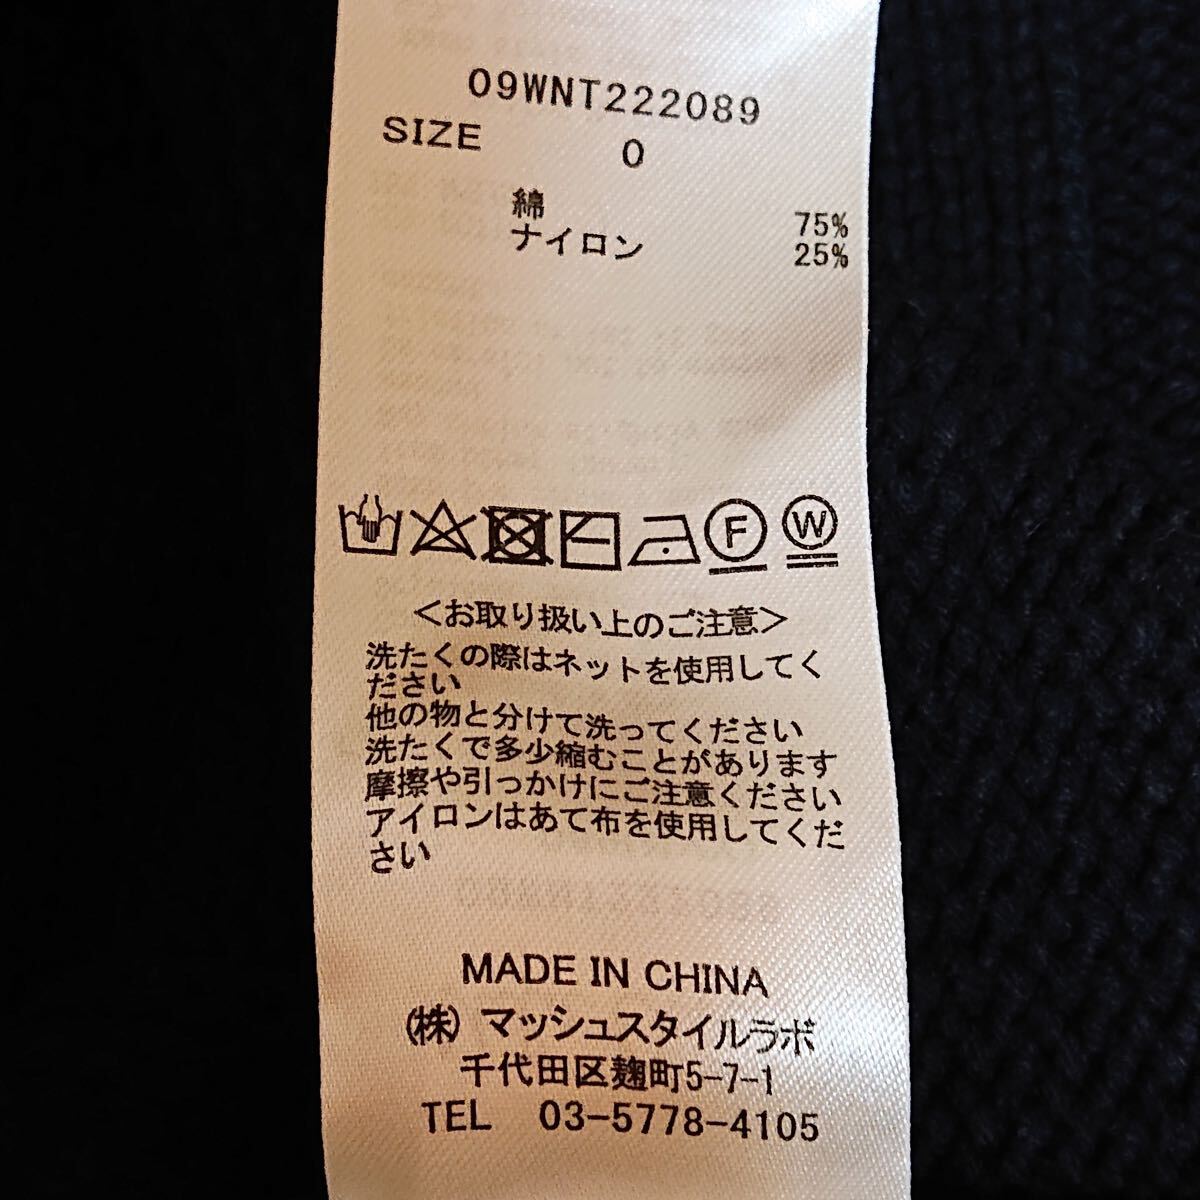 09WNT222089
SIZE 0
綿 75%
ナイロン 25%
F W
<お取り扱い上のご注意>
洗たくの際はネットを使用してく
ださい
他の物と分けて洗ってください
洗たくで多少縮むことがあります
摩擦や引っかけにご注意ください
アイロンはあて布を使用してくだ
さい
MADE IN CHINA
(株) マッシュスタイルラボ
千代田区麹町5-7-1
TEL 03-5778-4105